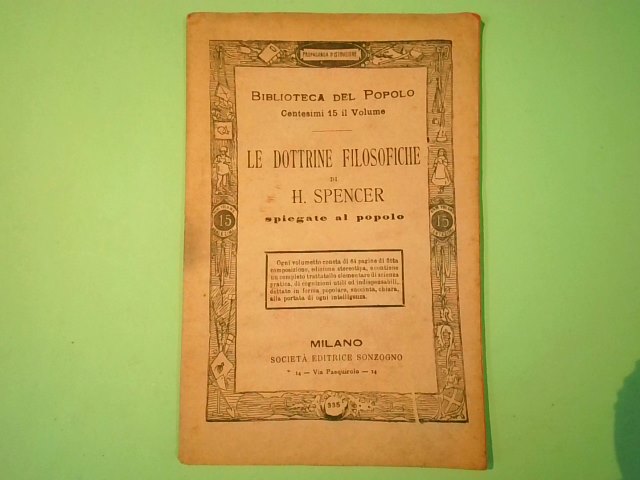 PROPAGANDA D'ISTRUZIONE
BIBLIOTECA DEL POPOLO
Centesimi 15 il Volume
LE DOTTRINE FILOSOFICHE
DI
H. SPENCER
spiegate al popolo
15
15
Ogni volumetto consta di 64 pagine di fitta
composizione, edizione stereotipa, e contiene
un completo trattatello elementare di scienza
pratica, di cognizioni utili ed indispensabili,
dettato in forma popolare, succinta, chiara,
alla portata di ogni intelligenza.
MILANO
SOCIETÀ EDITRICE SONZOGNO
14 — Via Pasquirolo — 14
335